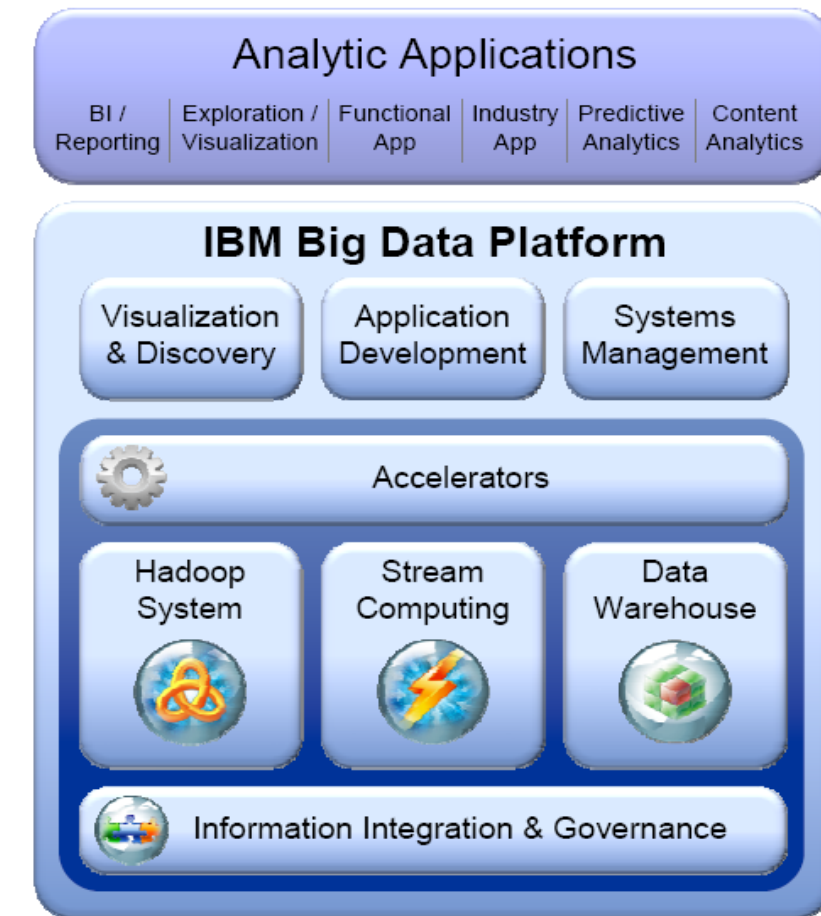 Analytic Applications
BI / Reporting
Exploration / Visualization
Functional App
Industry App
Predictive Analytics
Content Analytics
IBM Big Data Platform
Visualization
& Discovery
Application
Development
Systems
Management
Accelerators
Hadoop
System
Stream
Computing
Data
Warehouse
Information Integration & Governance